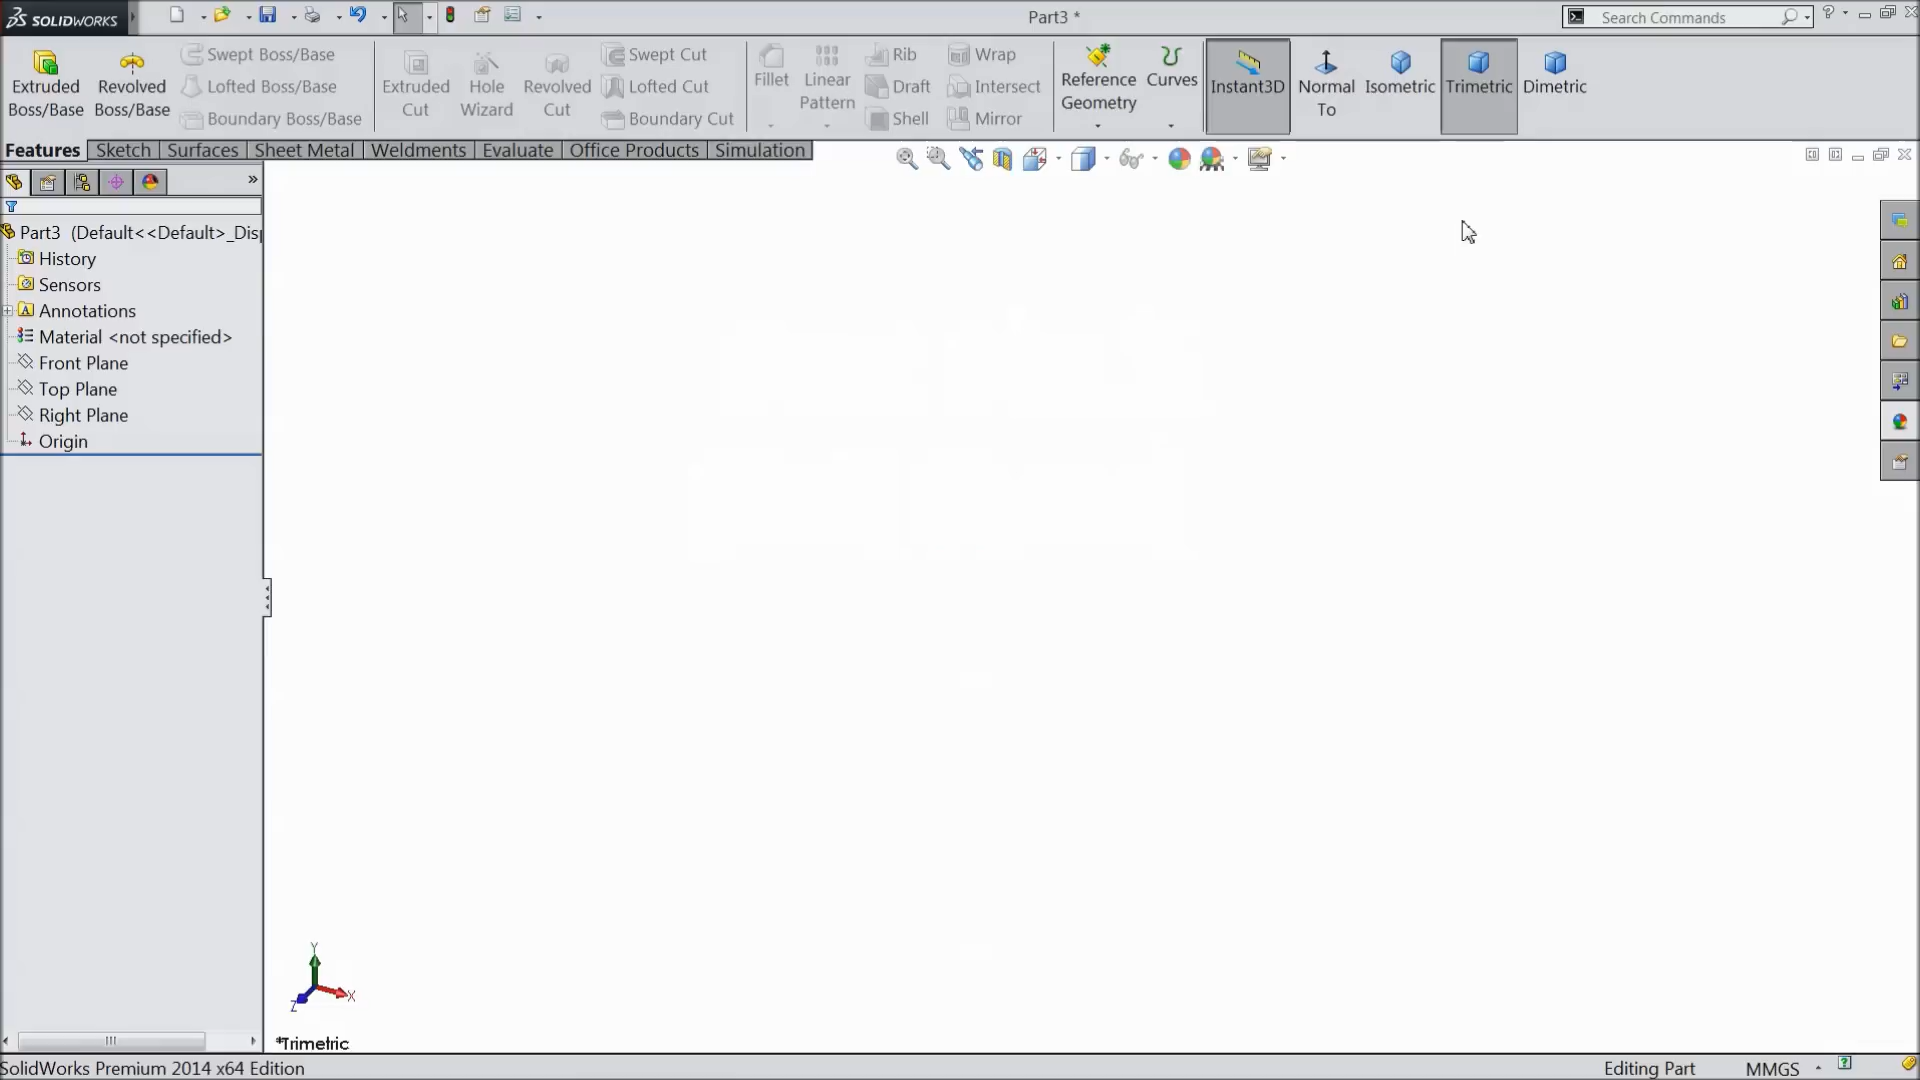 SOLIDWORKS
Part3 *
Search Commands
Extruded Boss/Base
Revolved Boss/Base
Swept Boss/Base
Lofted Boss/Base
Boundary Boss/Base
Extruded Cut
Hole Wizard
Revolved Cut
Swept Cut
Lofted Cut
Boundary Cut
Fillet
Linear Pattern
Rib
Draft
Shell
Wrap
Intersect
Mirror
Reference Geometry
Curves
Instant3D
Normal To
Isometric
Trimetric
Dimetric
Features
Sketch
Surfaces
Sheet Metal
Weldments
Evaluate
Office Products
Simulation
Part3 (Default<<Default>_Disp
History
Sensors
Annotations
Material <not specified>
Front Plane
Top Plane
Right Plane
Origin
Y
X
Z
*Trimetric
SolidWorks Premium 2014 x64 Edition
Editing Part
MMGS